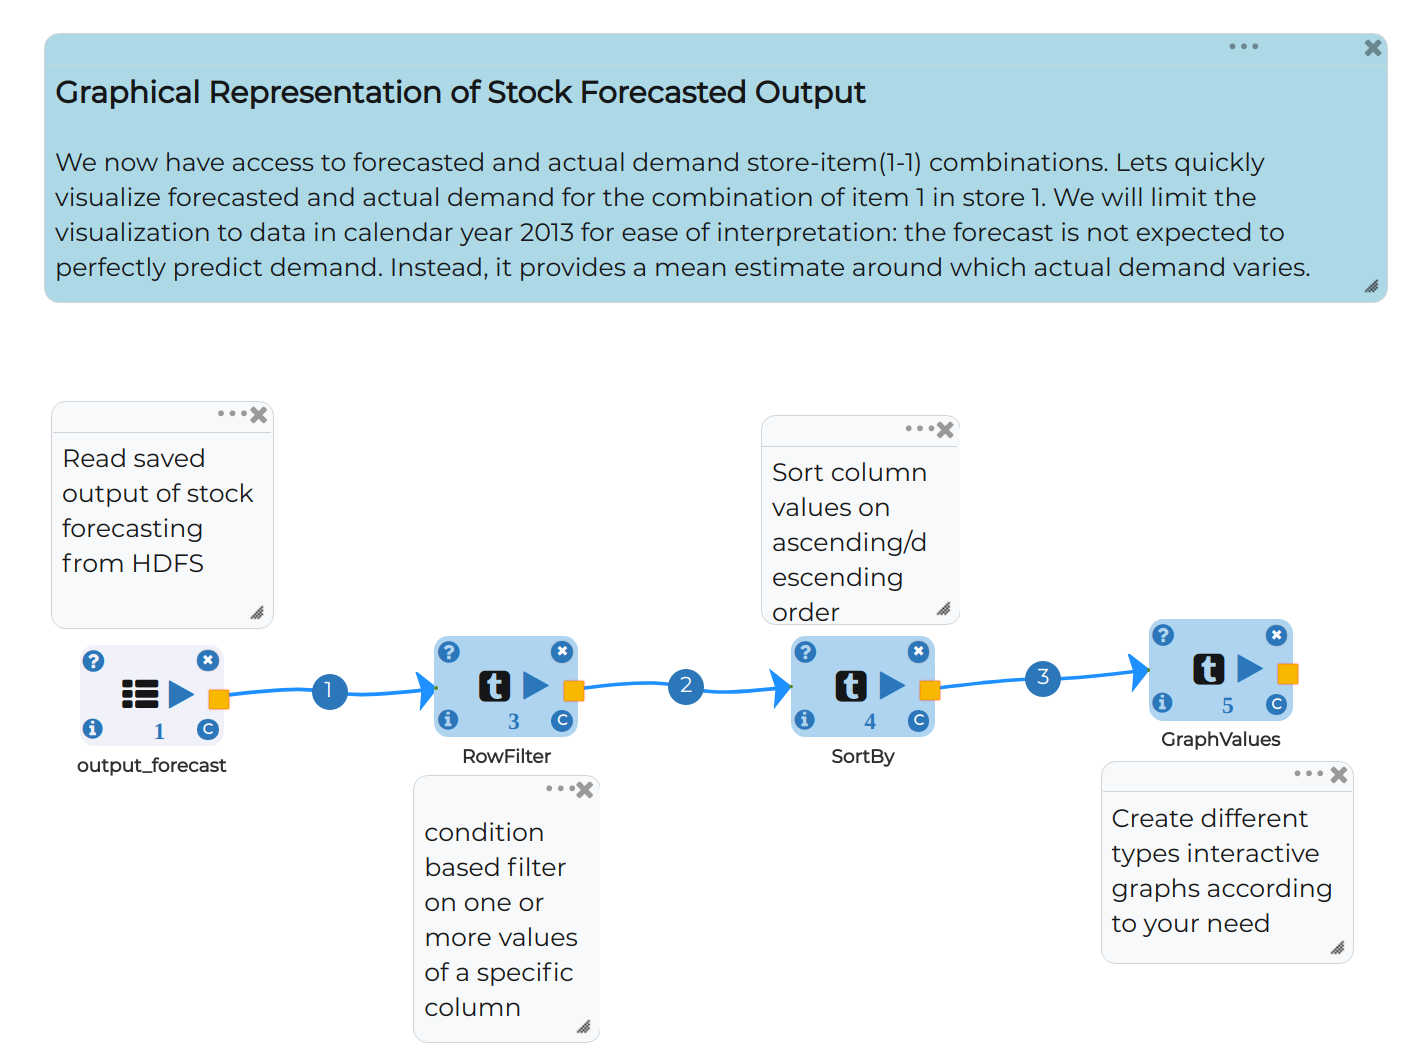 Graphical Representation of Stock Forecasted Output
We now have access to forecasted and actual demand store-item(1-1) combinations. Lets quickly
visualize forecasted and actual demand for the combination of item 1 in store 1. We will limit the
visualization to data in calendar year 2013 for ease of interpretation: the forecast is not expected to
perfectly predict demand. Instead, it provides a mean estimate around which actual demand varies.
Read saved
output of stock
forecasting
from HDFS
Sort column
values on
ascending/d
escending
order
? 
i 1 C
output_forecast
1
?
t
i 3 C
RowFilter
2
?
t
i 4 C
SortBy
3
?
t
i 5 C
GraphValues
condition
based filter
on one or
more values
of a specific
column
Create different
types interactive
graphs according
to your need